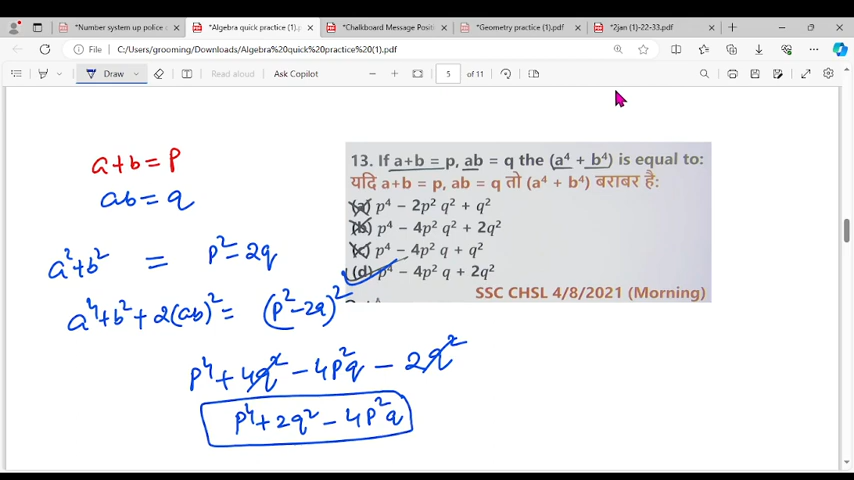 *Number system up police c
*Algebra quick practice (1).pdf
*Chalkboard Message Posit
*Geometry practice (1).pdf
*2jan (1)-22-33.pdf
File
C:/Users/grooming/Downloads/Algebra%20quick%20practice%20(1).pdf
Draw
Read aloud
Ask Copilot
5 of 11
a+b = p
ab = q
a²+b² = p²-2q
a⁴+b²+2(ab)² = (p²-2q)²
p⁴+4q²-4p²q-2q²
p⁴+2q²-4p²q
13. If a+b = p, ab = q the (a⁴ + b⁴) is equal to:
यदि a+b = p, ab = q तो (a⁴ + b⁴) बराबर है:
(a) p⁴ - 2p² q² + q²
(b) p⁴ - 4p² q² + 2q²
(c) p⁴ - 4p² q + q²
(d) p⁴ - 4p² q + 2q²
SSC CHSL 4/8/2021 (Morning)